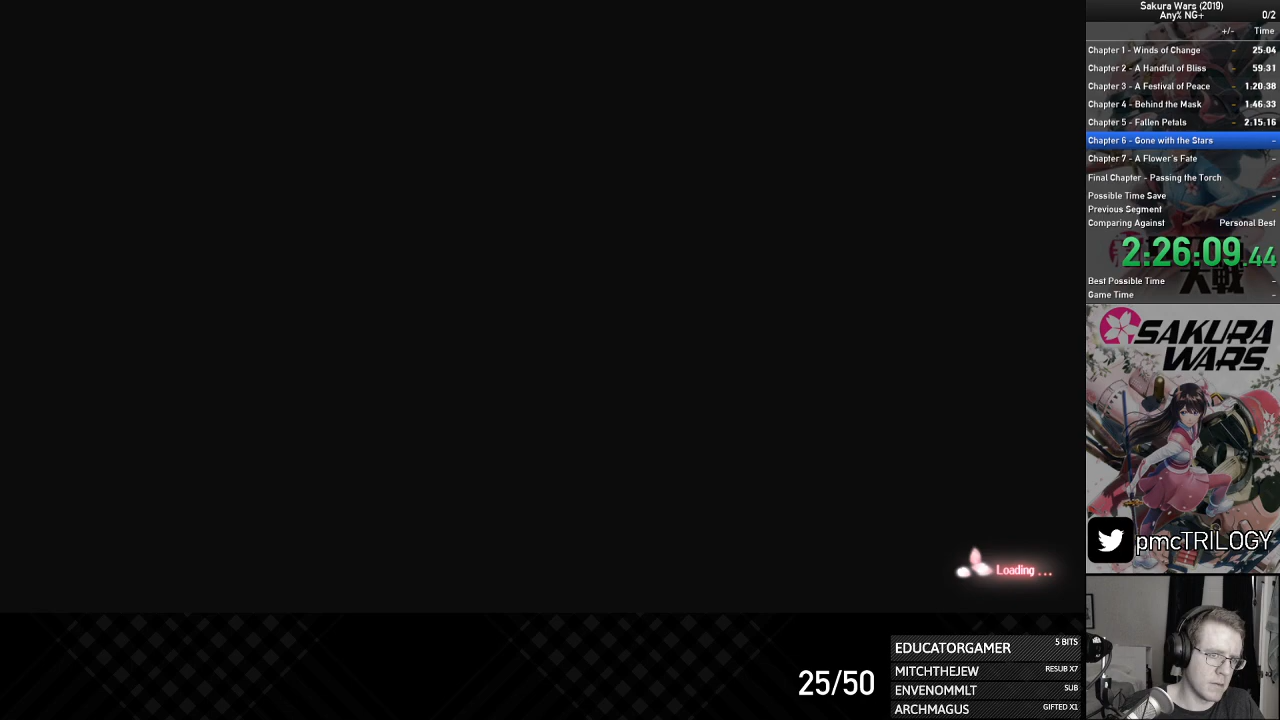 Sakura Wars (2019)
Any% NG+ 0/2
+/- Time
Chapter 1 - Winds of Change - 25:04
Chapter 2 - A Handful of Bliss - 59:31
Chapter 3 - A Festival of Peace - 1:20:38
Chapter 4 - Behind the Mask - 1:46:33
Chapter 5 - Fallen Petals - 2:15:16
Chapter 6 - Gone with the Stars -
Chapter 7 - A Flower's Fate -
Final Chapter - Passing the Torch -
Possible Time Save -
Previous Segment -
Comparing Against Personal Best
2:26:09.44
大戦
Best Possible Time -
Game Time -
SAKURA
WARS
pmcTRILOGY
Loading ...
25/50
EDUCATORGAMER 5 BITS
MITCHTHEJEW RESUB X7
ENVENOMMLT SUB
ARCHMAGUS GIFTED X1